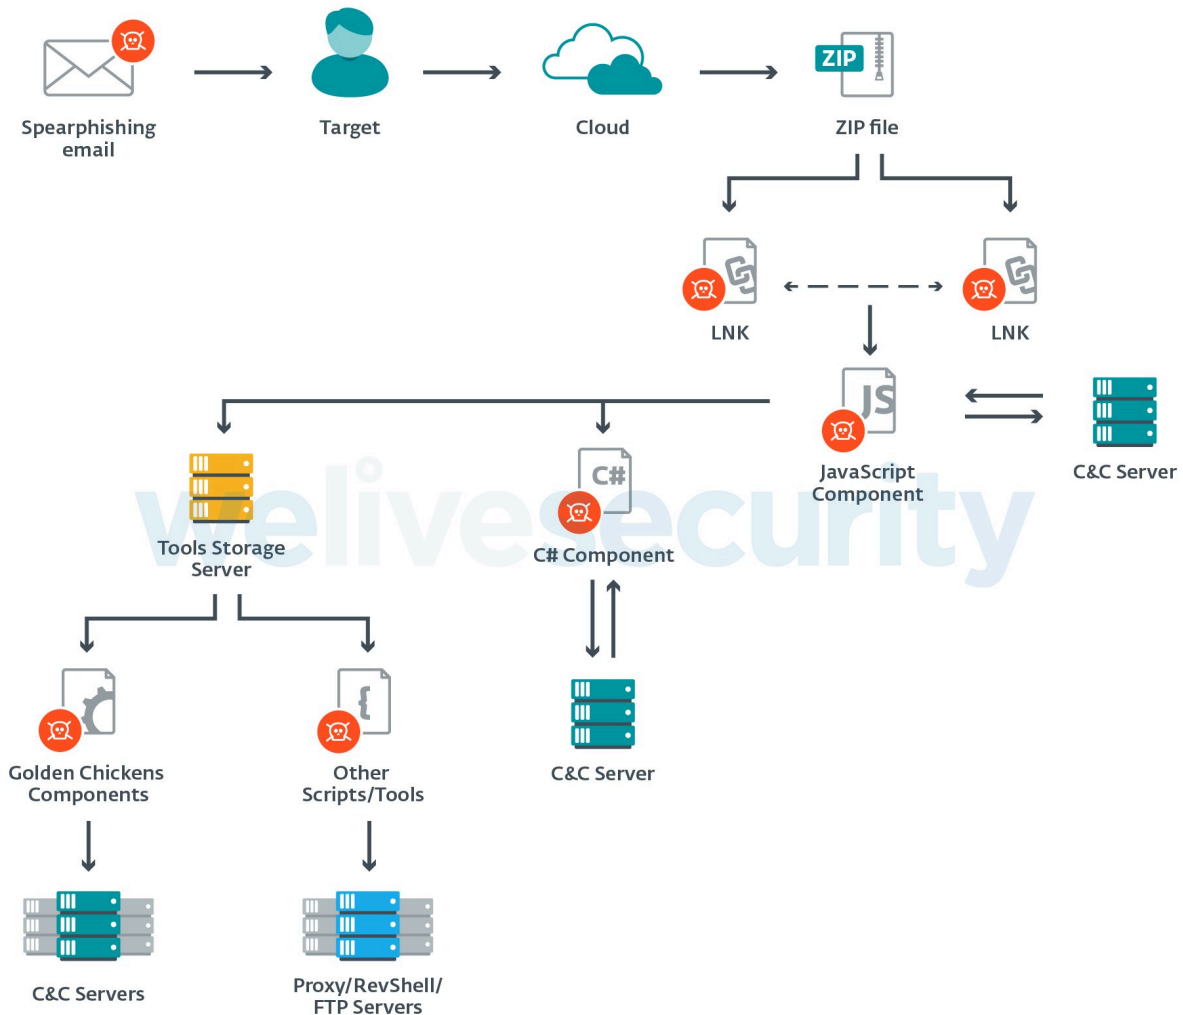 Spearphishing
email
Target
Cloud
ZIP
ZIP file
LNK
LNK
JS
JavaScript
Component
C&C Server
welivesecurity
Tools Storage
Server
C#
C# Component
Golden Chickens
Components
{
Other
Scripts/Tools
C&C Server
C&C Servers
Proxy/RevShell/
FTP Servers